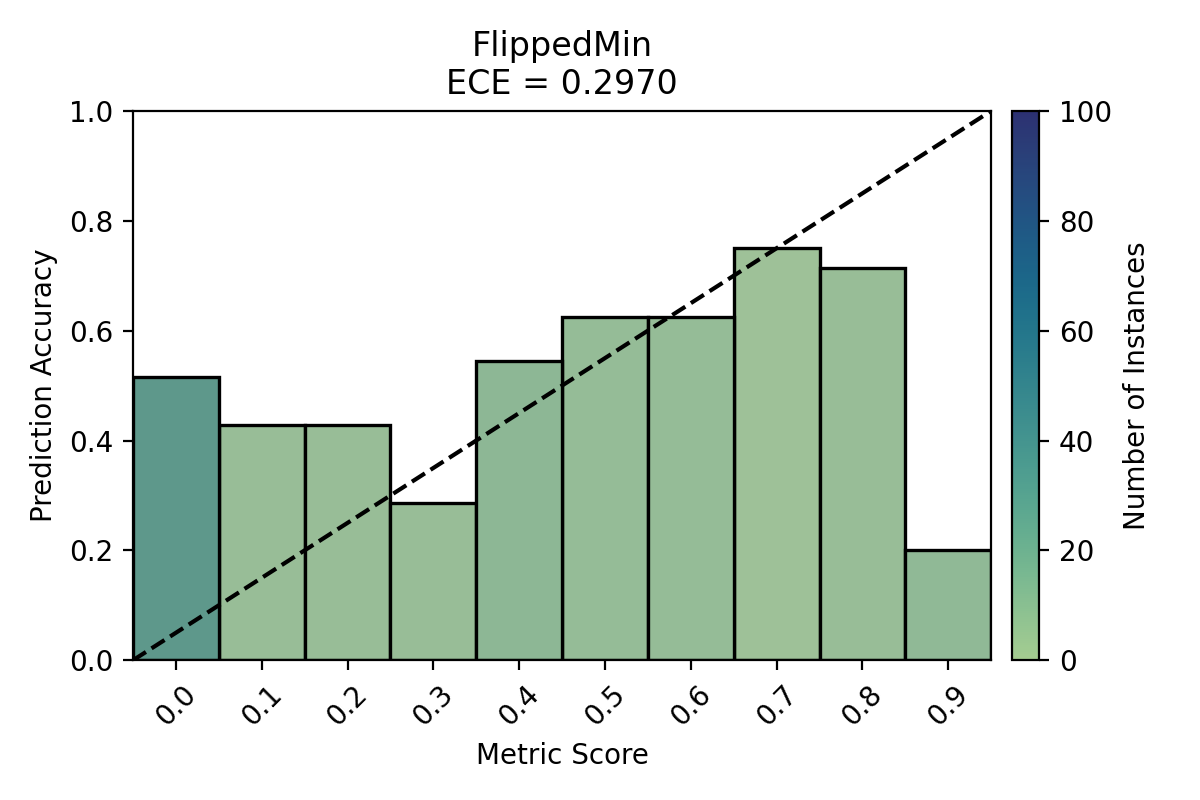 FlippedMin
ECE = 0.2970
1.0
0.8
0.6
0.4
0.2
0.0
Prediction Accuracy
0.0 0.1 0.2 0.3 0.4 0.5 0.6 0.7 0.8 0.9
Metric Score
100
80
60
40
20
0
Number of Instances